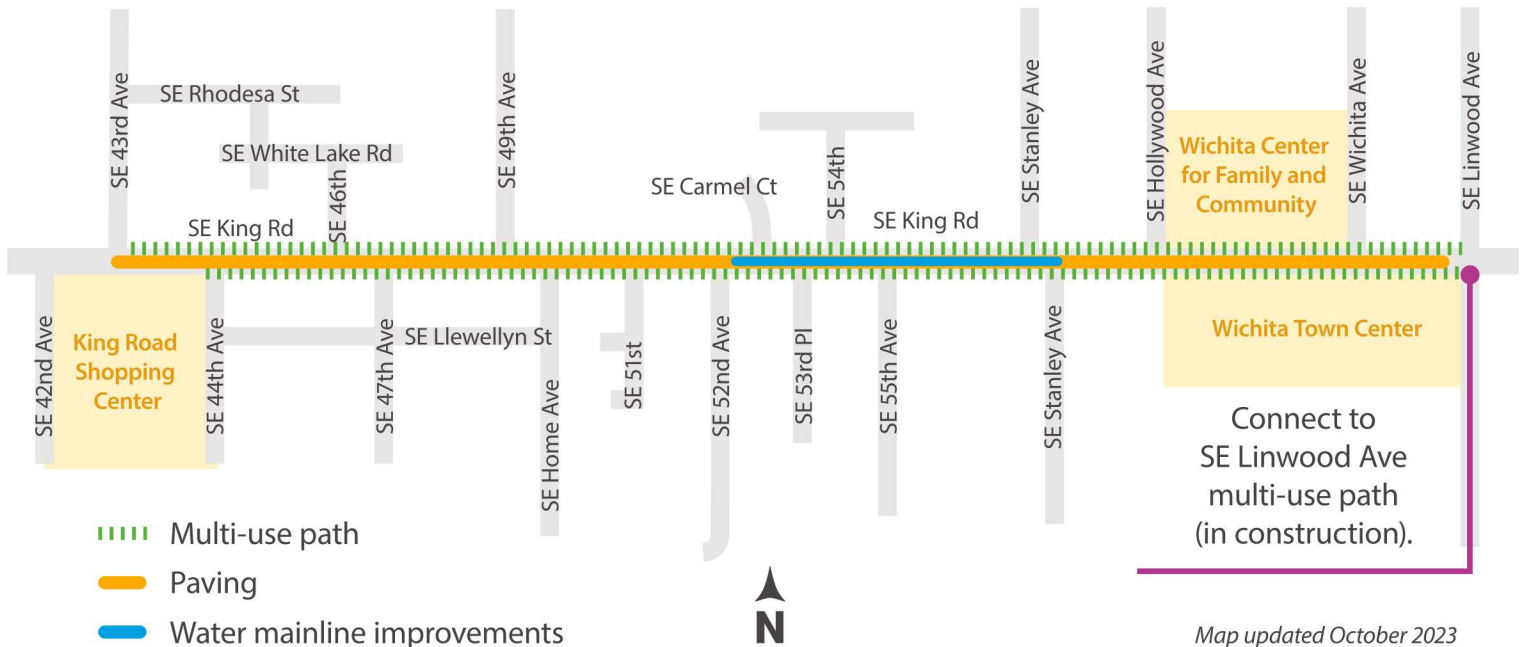 SE 43rd Ave
SE Rhodesa St
SE White Lake Rd
SE 46th
SE King Rd
SE 49th Ave
SE Carmel Ct
SE 54th
SE King Rd
SE Stanley Ave
SE Hollywood Ave
Wichita Center
for Family and
Community
SE Wichita Ave
SE Linwood Ave
SE 42nd Ave
King Road
Shopping
Center
SE 44th Ave
SE 47th Ave
SE Llewellyn St
SE Home Ave
SE 51st
SE 52nd Ave
SE 53rd Pl
SE 55th Ave
SE Stanley Ave
Wichita Town Center
Connect to
SE Linwood Ave
multi-use path
(in construction).
Multi-use path
Paving
Water mainline improvements
N
Map updated October 2023